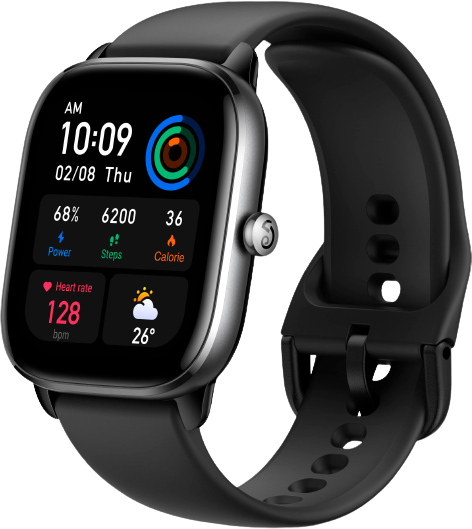 AM
10:09
02/08 Thu
68% 6200 36
Power Steps Calorie
Heart rate
128
bpm
26°